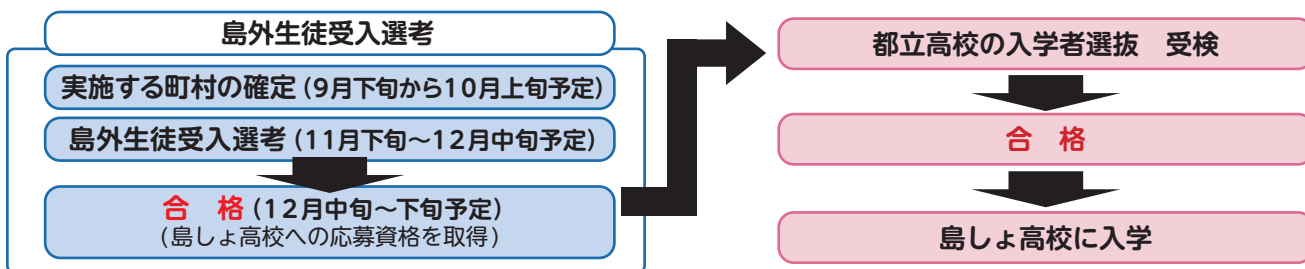 島外生徒受入選考
実施する町村の確定(9月下旬から10月上旬予定)
島外生徒受入選考(11月下旬～12月中旬予定)
合　格(12月中旬～下旬予定)
(島しょ高校への応募資格を取得)
都立高校の入学者選抜　受検
合　格
島しょ高校に入学